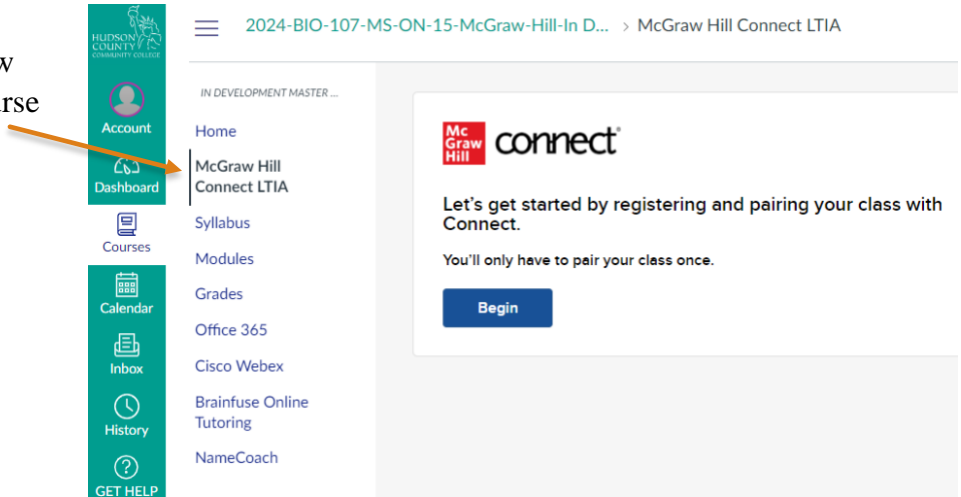 HUDSON
COUNTY
COMMUNITY COLLEGE
2024-BIO-107-MS-ON-15-McGraw-Hill-In D... > McGraw Hill Connect LTIA
w
rse
Account
Dashboard
Courses
Calendar
Inbox
History
GET HELP
IN DEVELOPMENT MASTER ...
Home
McGraw Hill
Connect LTIA
Syllabus
Modules
Grades
Office 365
Cisco Webex
Brainfuse Online
Tutoring
NameCoach
Mc
Graw
Hill
connect
Let's get started by registering and pairing your class with
Connect.
You'll only have to pair your class once.
Begin